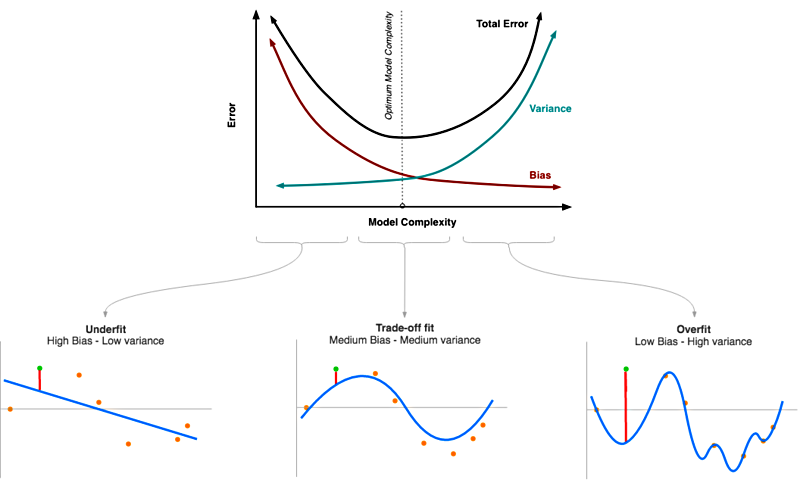 Total Error
Optimum Model Complexity
Error
Variance
Bias
Model Complexity
Underfit
High Bias - Low variance
Trade-off fit
Medium Bias - Medium variance
Overfit
Low Bias - High variance